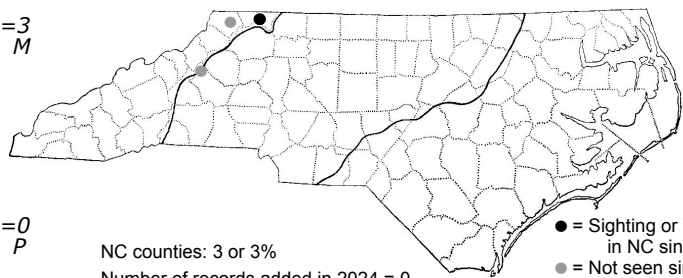 =3
M
=0
P
NC counties: 3 or 3%
Number of records added in 2024 = 0
● = Sighting or
in NC sin
● = Not seen si